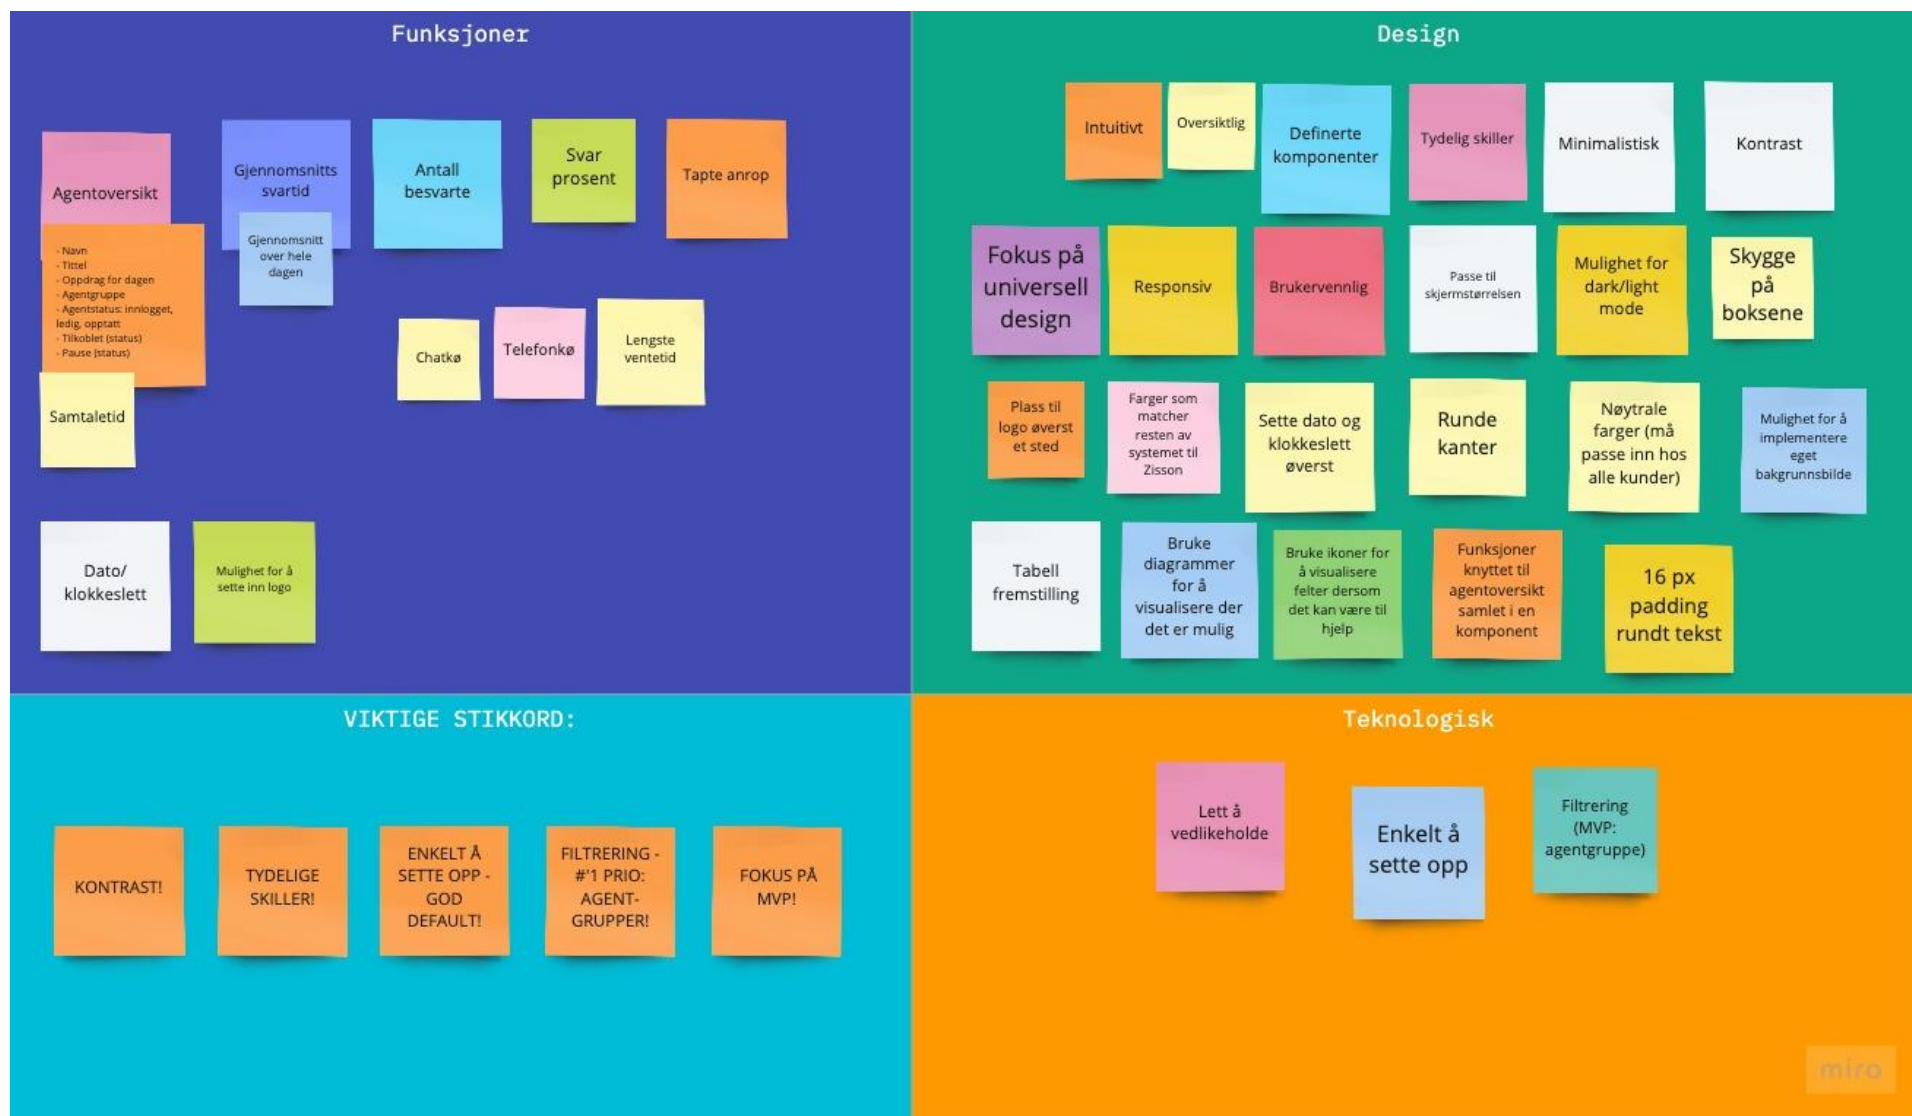 Funksjoner
Agentoversikt
- Navn
- Tittel
- Oppdrag for dagen
- Agentgruppe
- Agentstatus: innlogget,
ledig, opptatt
- Tilkoblet (status)
- Pause (status)
Samtaletid
Gjennomsnitts
svartid
Gjennomsnitt
over hele
dagen
Antall
besvarte
Svar
prosent
Tapte anrop
Chatkø
Telefonkø
Lengste
ventetid
Dato/
klokkeslett
Mulighet for å
sette inn logo
Design
Intuitivt
Oversiktlig
Definerte
komponenter
Tydelig skiller
Minimalistisk
Kontrast
Fokus på
universell
design
Responsiv
Brukervennlig
Passe til
skjermstørrelsen
Mulighet for
dark/light
mode
Skygge
på
boksene
Plass til
logo øverst
et sted
Farger som
matcher
resten av
systemet til
Zisson
Sette dato og
klokkeslett
øverst
Runde
kanter
Nøytrale
farger (må
passe inn hos
alle kunder)
Mulighet for å
implementere
eget
bakgrunnsbilde
Tabell
fremstilling
Bruke
diagrammer
for å
visualisere der
det er mulig
Bruke ikoner for
å visualisere
felter dersom
det kan være til
hjelp
Funksjoner
knyttet til
agentoversikt
samlet i en
komponent
16 px
padding
rundt tekst
VIKTIGE STIKKORD:
KONTRAST!
TYDELIGE
SKILLER!
ENKELT Å
SETTE OPP -
GOD
DEFAULT!
FILTRERING -
#'1 PRIO:
AGENT-
GRUPPER!
FOKUS PÅ
MVP!
Teknologisk
Lett å
vedlikeholde
Enkelt å
sette opp
Filtrering
(MVP:
agentgruppe)
miro